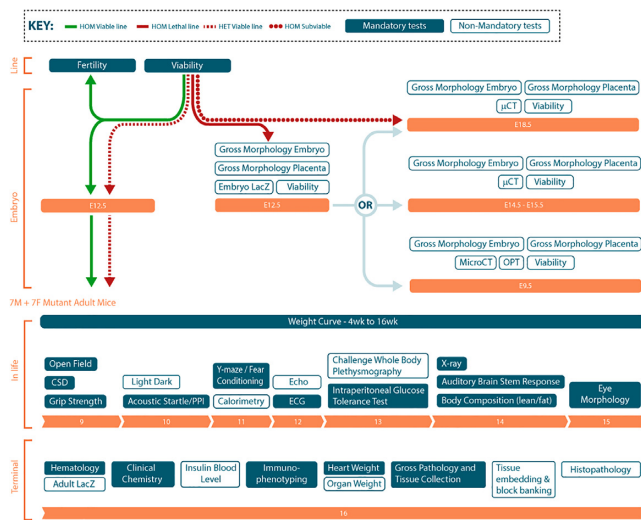 KEY:
HOM Viable line
HOM Lethal line
HET Viable line
HOM Subviable
Mandatory tests
Non-Mandatory tests
Line
Fertility
Viability
Embryo
Gross Morphology Embryo
Gross Morphology Placenta
μCT
Viability
E18.5
Gross Morphology Embryo
Gross Morphology Placenta
Embryo LacZ
Viability
E12.5
E12.5
OR
Gross Morphology Embryo
Gross Morphology Placenta
μCT
Viability
E14.5 - E15.5
Gross Morphology Embryo
Gross Morphology Placenta
MicroCT
OPT
Viability
E9.5
7M + 7F Mutant Adult Mice
Weight Curve - 4wk to 16wk
In life
Open Field
CSD
Grip Strength
Light Dark
Acoustic Startle/PPI
Y-maze / Fear
Conditioning
Calorimetry
Echo
ECG
Challenge Whole Body
Plethysmography
Intraperitoneal Glucose
Tolerance Test
X-ray
Auditory Brain Stem Response
Body Composition (lean/fat)
Eye
Morphology
9
10
11
12
13
14
15
Terminal
Hematology
Adult LacZ
Clinical
Chemistry
Insulin Blood
Level
Immuno-
phenotyping
Heart Weight
Organ Weight
Gross Pathology and
Tissue Collection
Tissue
embedding &
block banking
Histopathology
16